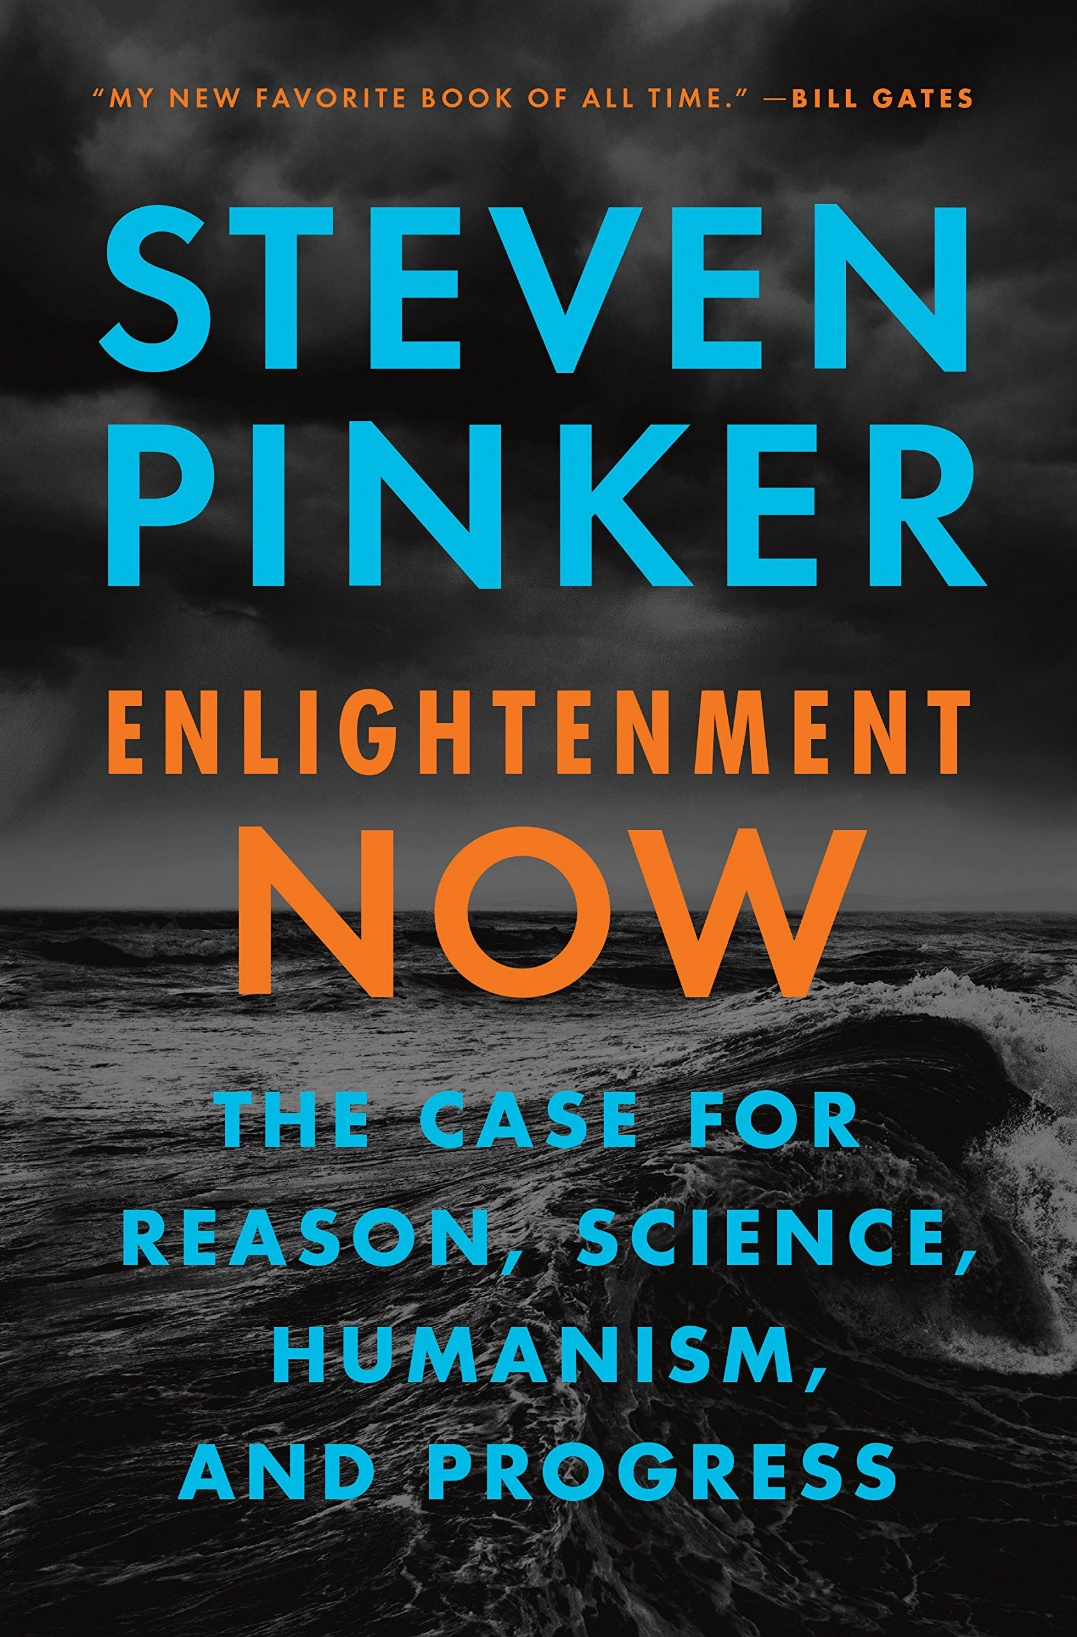 “MY NEW FAVORITE BOOK OF ALL TIME.” —BILL GATES
STEVEN
PINKER
ENLIGHTENMENT
NOW
THE CASE FOR
REASON, SCIENCE,
HUMANISM,
AND PROGRESS